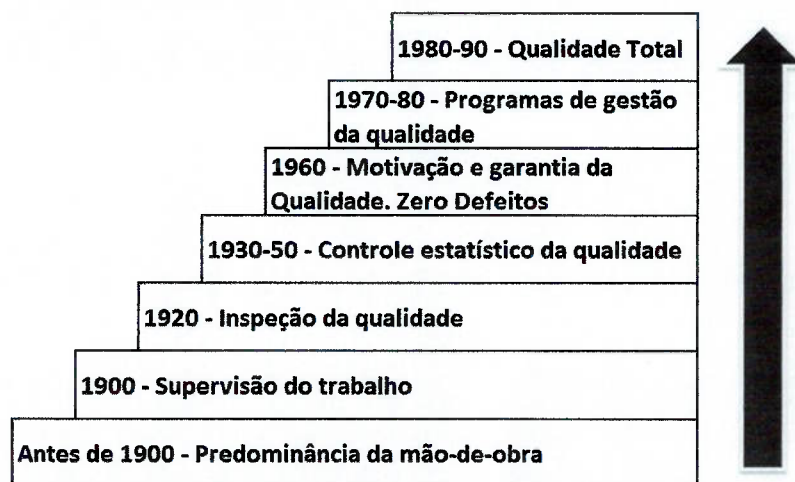 1980-90 - Qualidade Total
1970-80 - Programas de gestão
da qualidade
1960 - Motivação e garantia da
Qualidade. Zero Defeitos
1930-50 - Controle estatístico da qualidade
1920 - Inspeção da qualidade
1900 - Supervisão do trabalho
Antes de 1900 - Predominância da mão-de-obra